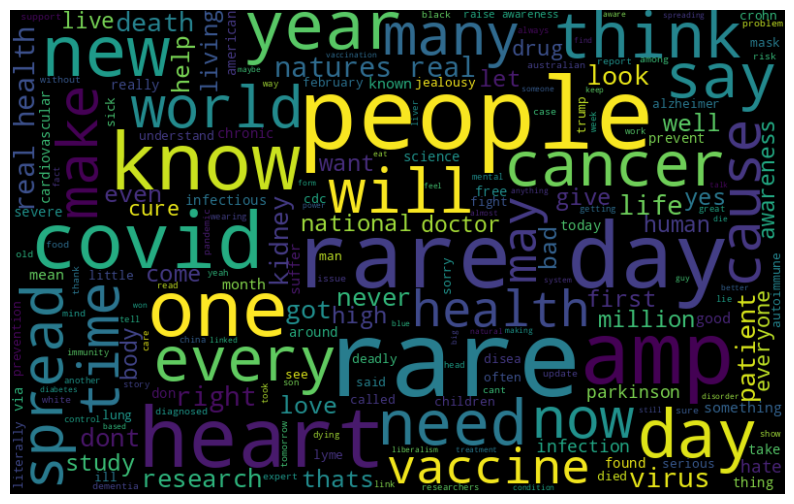 live death year many think
new help living american drug black raise awareness aware crohn spreading problem
support without really natures real vaccination maybe always australian find report among mask risk
real health make world february known jealousy let look say
sick way people someone case trump week keep alzheimer well prevent
cardiovascular understand chronic know want science liver work
even infectious eat cdc form feel mental free fight cancer cause awareness
severe cure will give life yes
covid national doctor power almost anything talk getting great die human
kidney wearing pandemic man suffer may bad today
old food mean little come month yeah issue sorry rare day
thank mind won read tell got never health first guy system better lie autoimmune
spread time one high around million good patient everyone
prevention immunity body care china linked blue big natural making
via story see deadly disea rare amp
another every son said head often update parkinson disorder
diabetes white don right took love called children cant
control lung diagnosed heart need now still sure something day
literally based dont tomorrow dying lyme infection show
study thats liberalism treatment found serious take
ill research expert link vaccine died virus hate
dementia researchers condition thing